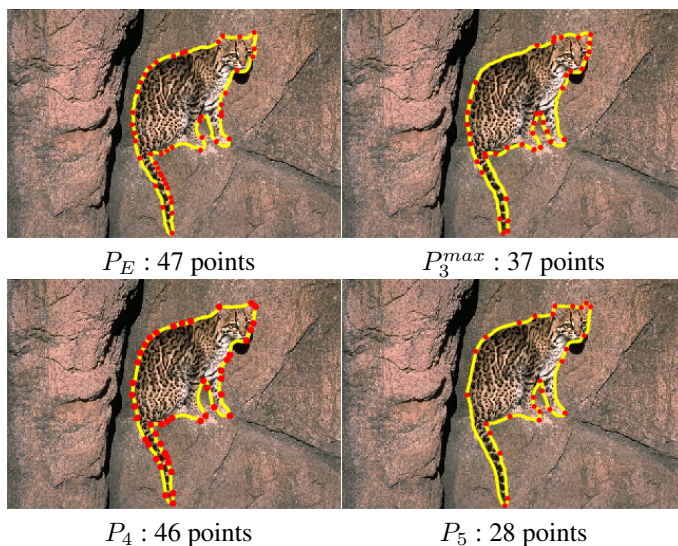 P_E : 47 points
P_3^{max} : 37 points
P_4 : 46 points
P_5 : 28 points